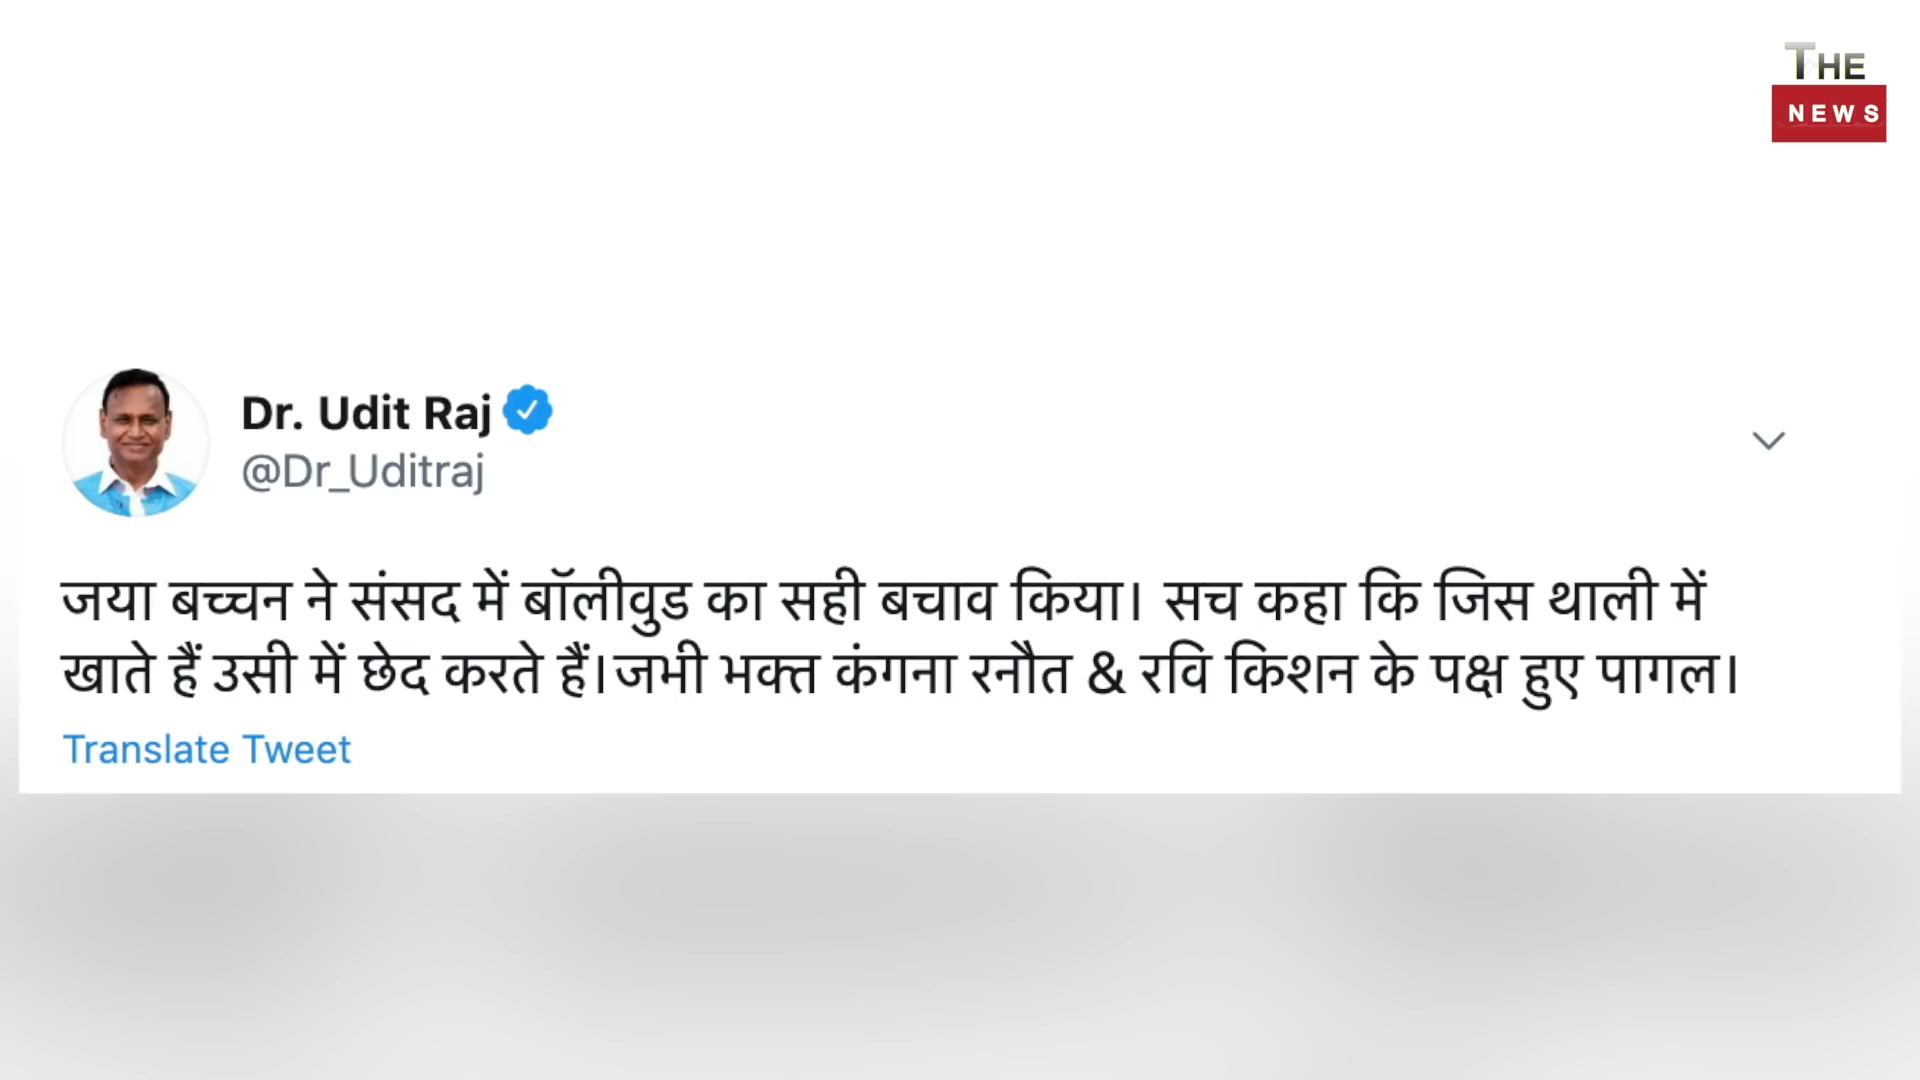 THE
NEWS
Dr. Udit Raj
@Dr_Uditraj
जया बच्चन ने संसद में बॉलीवुड का सही बचाव किया। सच कहा कि जिस थाली में
खाते हैं उसी में छेद करते हैं।जभी भक्त कंगना रनौत & रवि किशन के पक्ष हुए पागल।
Translate Tweet